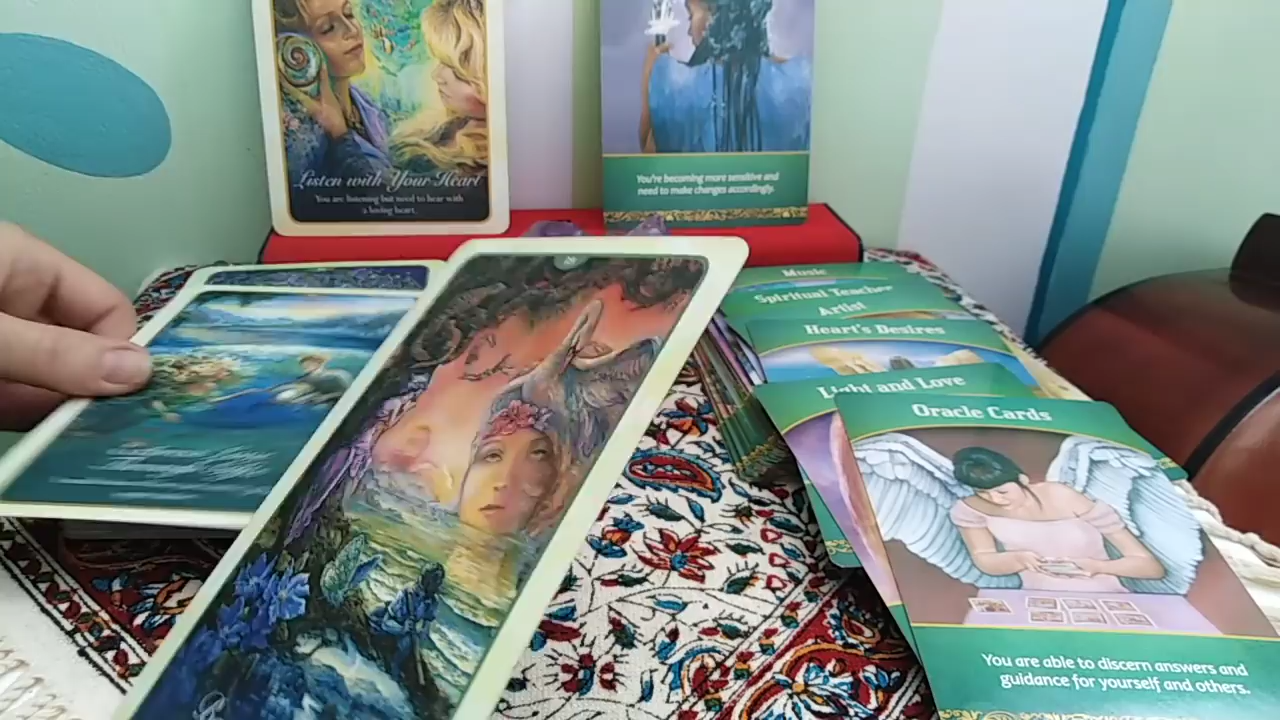 Listen with Your Heart
You are listening but need to hear with
a loving heart.
You're becoming more sensitive and
need to make changes accordingly.
Music
Spiritual Teacher
Artist
Heart's Desires
Light and Love
Oracle Cards
You are able to discern answers and
guidance for yourself and others.